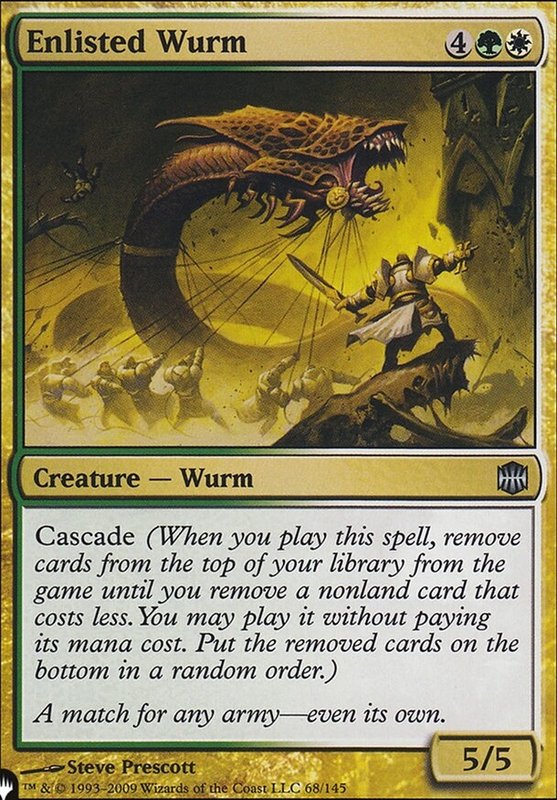 Enlisted Wurm 4
Creature — Wurm
Cascade (When you play this spell, remove
cards from the top of your library from the
game until you remove a nonland card that
costs less. You may play it without paying
its mana cost. Put the removed cards on the
bottom in a random order.)
A match for any army—even its own.
5/5
Steve Prescott
™ & © 1993–2009 Wizards of the Coast LLC 68/145